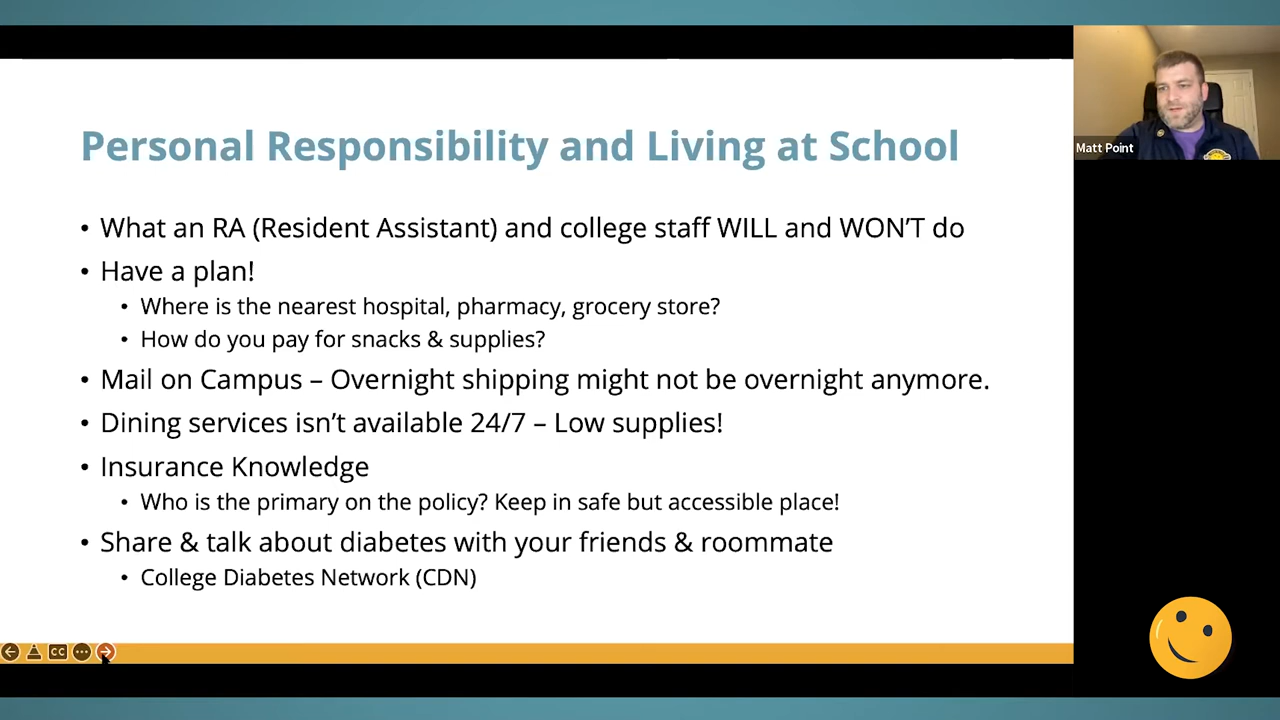 Personal Responsibility and Living at School
• What an RA (Resident Assistant) and college staff WILL and WON'T do
• Have a plan!
• Where is the nearest hospital, pharmacy, grocery store?
• How do you pay for snacks & supplies?
• Mail on Campus – Overnight shipping might not be overnight anymore.
• Dining services isn't available 24/7 – Low supplies!
• Insurance Knowledge
• Who is the primary on the policy? Keep in safe but accessible place!
• Share & talk about diabetes with your friends & roommate
• College Diabetes Network (CDN)
Matt Point
CC